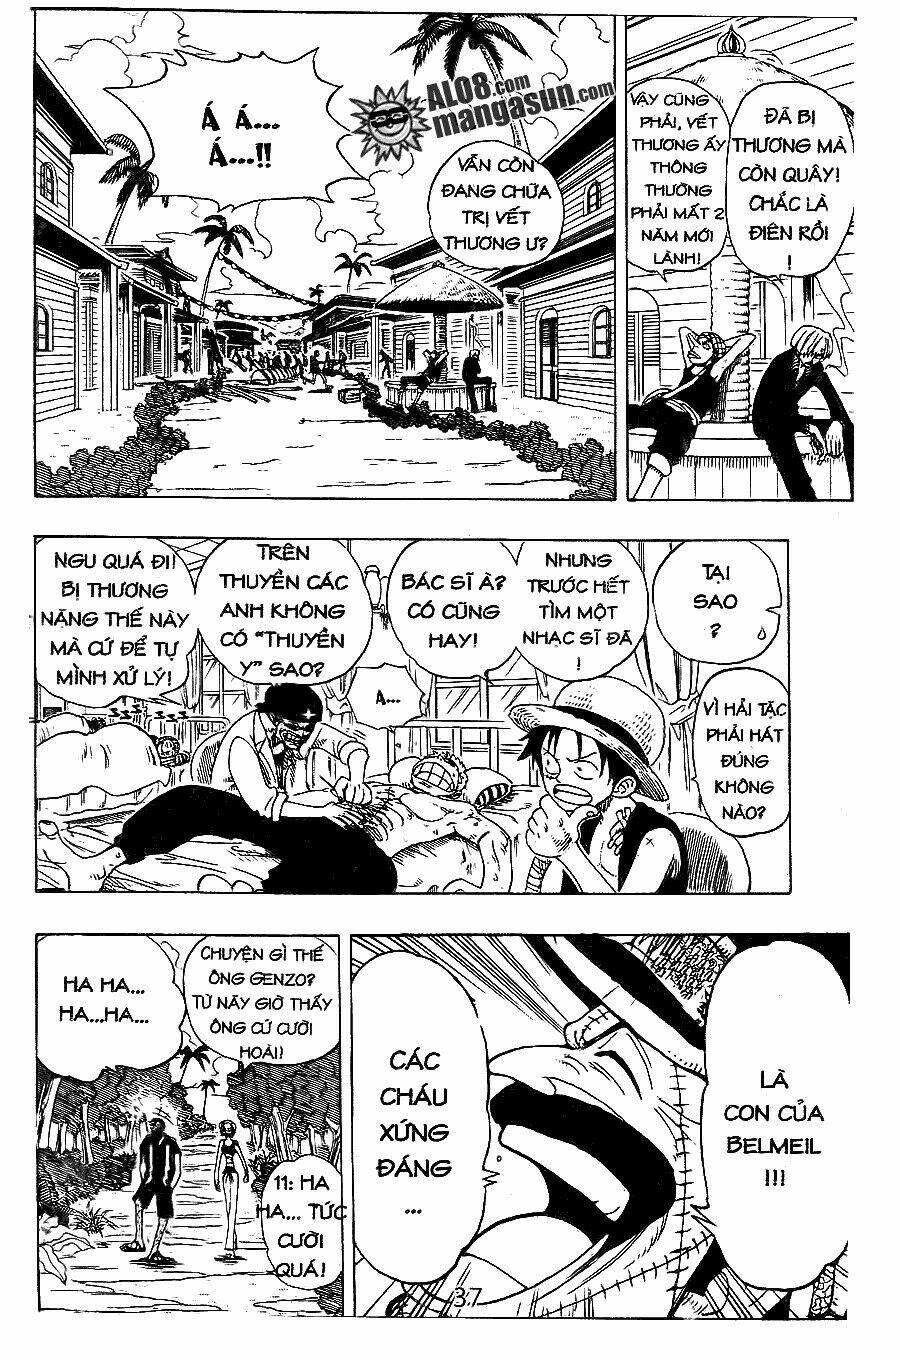 AL08.com
mangasun.com
Á Á...
Á...!!
VẪN CÒN
ĐANG CHỮA
TRỊ VẾT
THƯƠNG Ư?
VẬY CŨNG
PHẢI, VẾT
THƯƠNG ẤY
THÔNG
THƯỜNG
PHẢI MẤT 2
NĂM MỚI
LÀNH!
ĐÃ BỊ
THƯƠNG MÀ
CÒN QUẬY!
CHẮC LÀ
ĐIÊN RỒI
!
NGU QUÁ ĐI!
BỊ THƯƠNG
NẶNG THẾ NÀY
MÀ CỨ ĐỂ TỰ
MÌNH XỬ LÝ!
TRÊN
THUYỀN CÁC
ANH KHÔNG
CÓ "THUYỀN
Y" SAO?
BÁC SĨ À?
CÓ CŨNG
HAY!
NHƯNG
TRƯỚC HẾT
TÌM MỘT
NHẠC SĨ ĐÃ
!
TẠI
SAO
?
Á...
VÌ HẢI TẶC
PHẢI HÁT
ĐÚNG
KHÔNG
NÀO?
zzzzzz
HA HA...
HA...HA...
CHUYỆN GÌ THẾ
ÔNG GENZO?
TỪ NÃY GIỜ THẤY
ÔNG CỨ CƯỜI
HOÀI!
11: HA
HA... TỨC
CƯỜI
QUÁ!
CÁC
CHÁU
XỨNG
ĐÁNG
...
LÀ
CON CỦA
BELMEIL
!!!
37